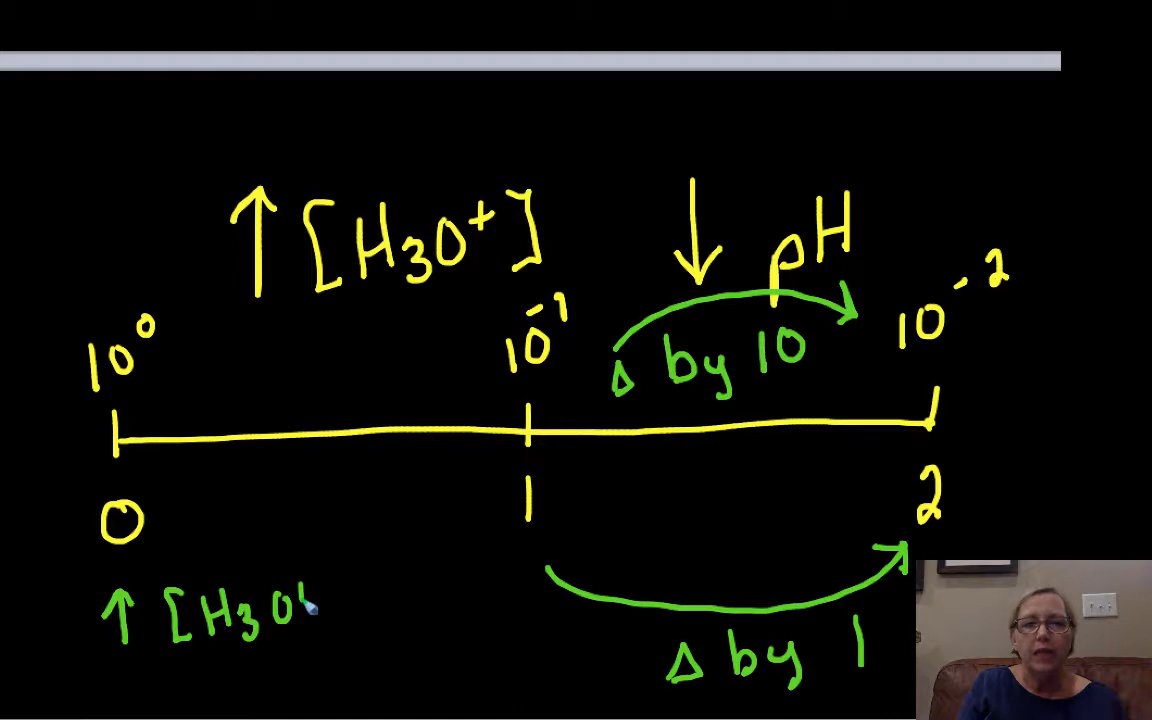 ↑ [H₃O⁺] ↓ pH
10⁰ 10⁻¹ Δ by 10 10⁻²
0 1 2
↑ [H₃O
Δ by 1